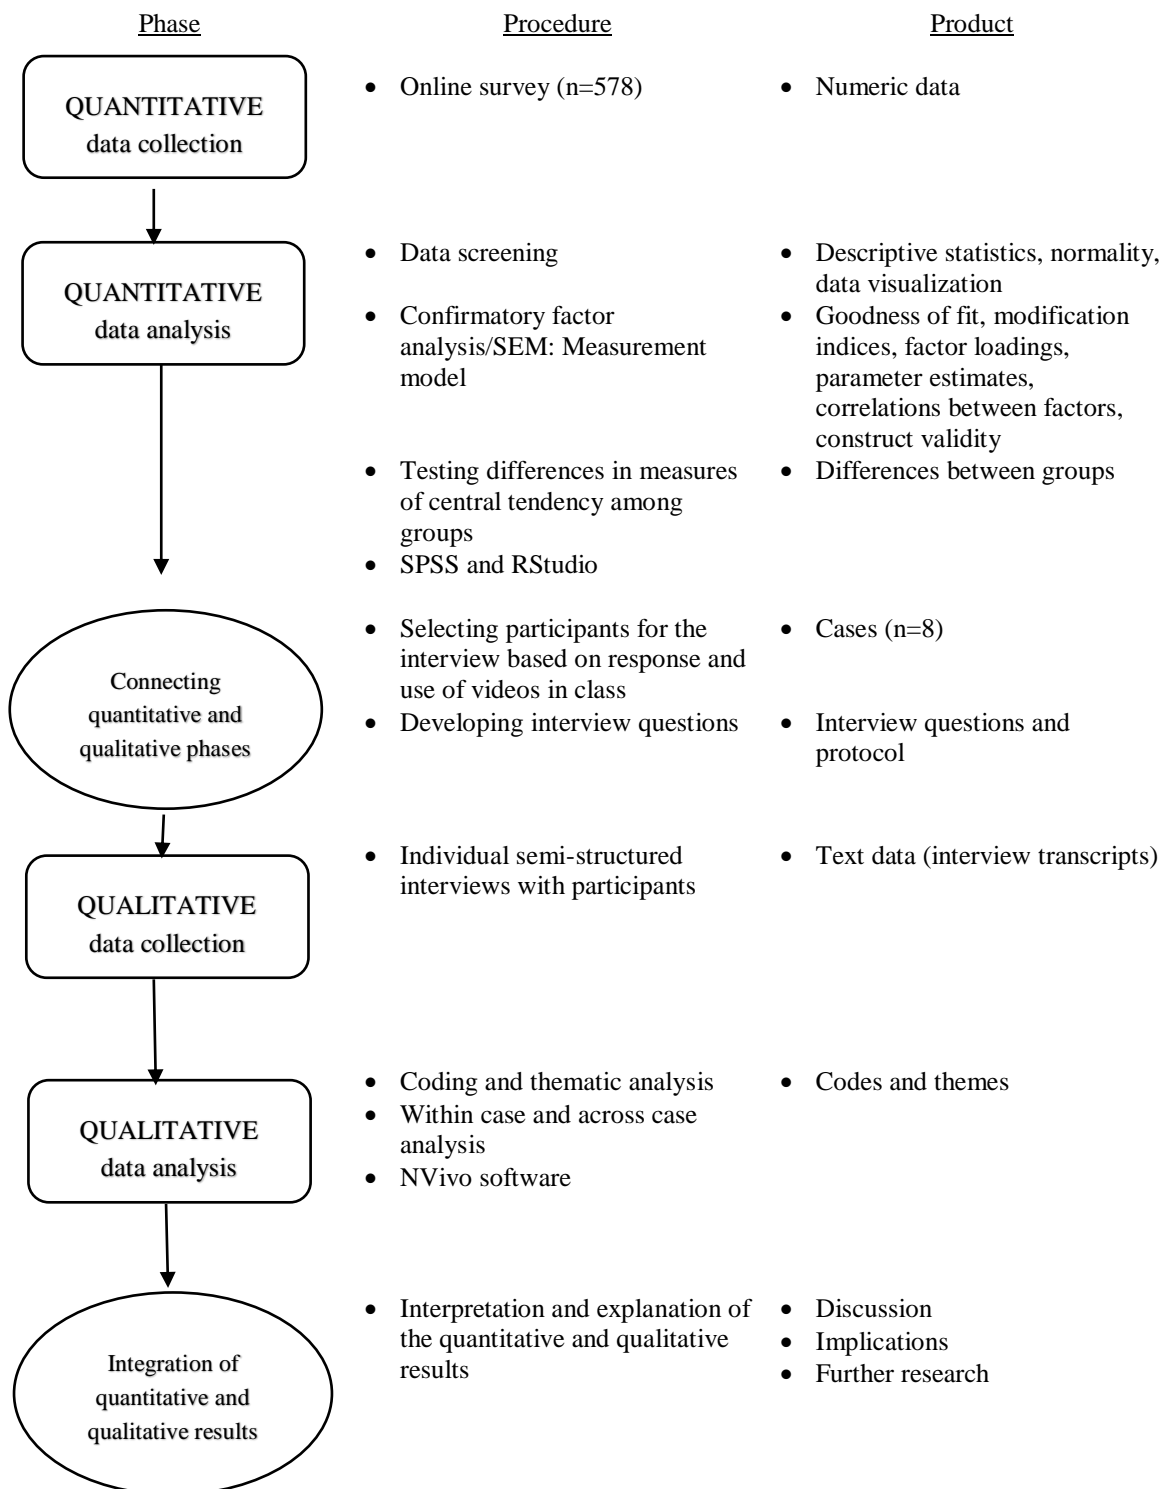 Phase
Procedure
Product
QUANTITATIVE
data collection
• Online survey (n=578)
• Numeric data
QUANTITATIVE
data analysis
• Data screening
• Confirmatory factor
analysis/SEM: Measurement
model
• Testing differences in measures
of central tendency among
groups
• SPSS and RStudio
• Descriptive statistics, normality,
data visualization
• Goodness of fit, modification
indices, factor loadings,
parameter estimates,
correlations between factors,
construct validity
• Differences between groups
Connecting
quantitative and
qualitative phases
• Selecting participants for the
interview based on response and
use of videos in class
• Developing interview questions
• Cases (n=8)
• Interview questions and
protocol
QUALITATIVE
data collection
• Individual semi-structured
interviews with participants
• Text data (interview transcripts)
QUALITATIVE
data analysis
• Coding and thematic analysis
• Within case and across case
analysis
• NVivo software
• Codes and themes
Integration of
quantitative and
qualitative results
• Interpretation and explanation of
the quantitative and qualitative
results
• Discussion
• Implications
• Further research